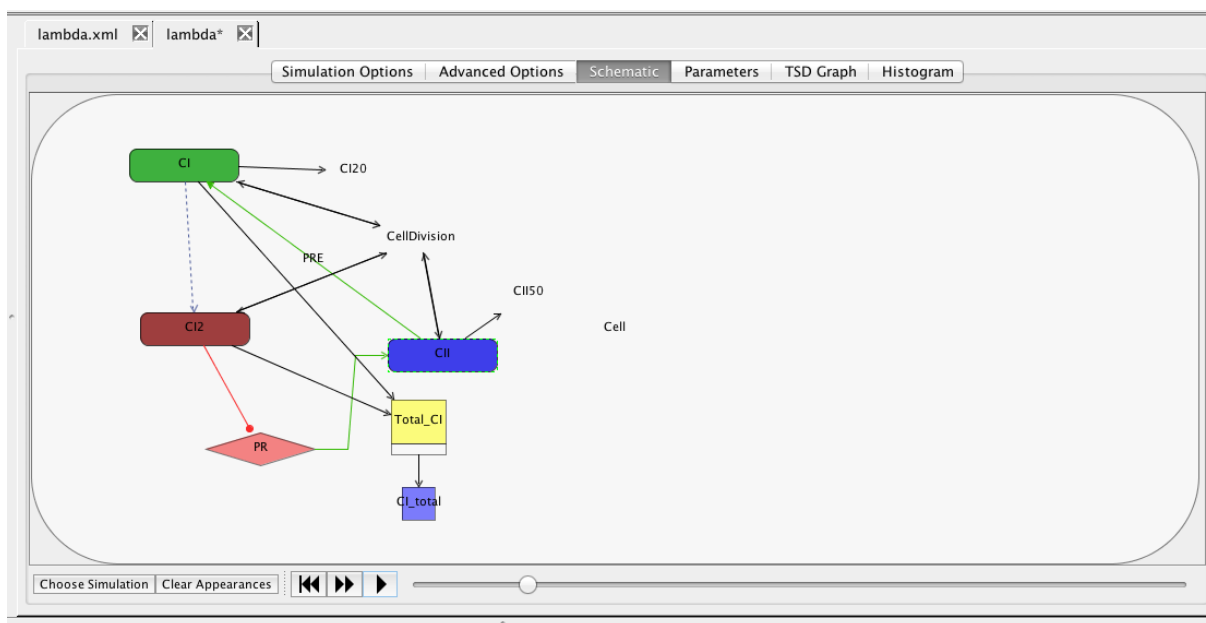 lambda.xml lambda*
Simulation Options Advanced Options Schematic Parameters TSD Graph Histogram
CI
CI20
CellDivision
PRE
CII50
CI2
Cell
CII
Total_CI
PR
CI_total
Choose Simulation Clear Appearances